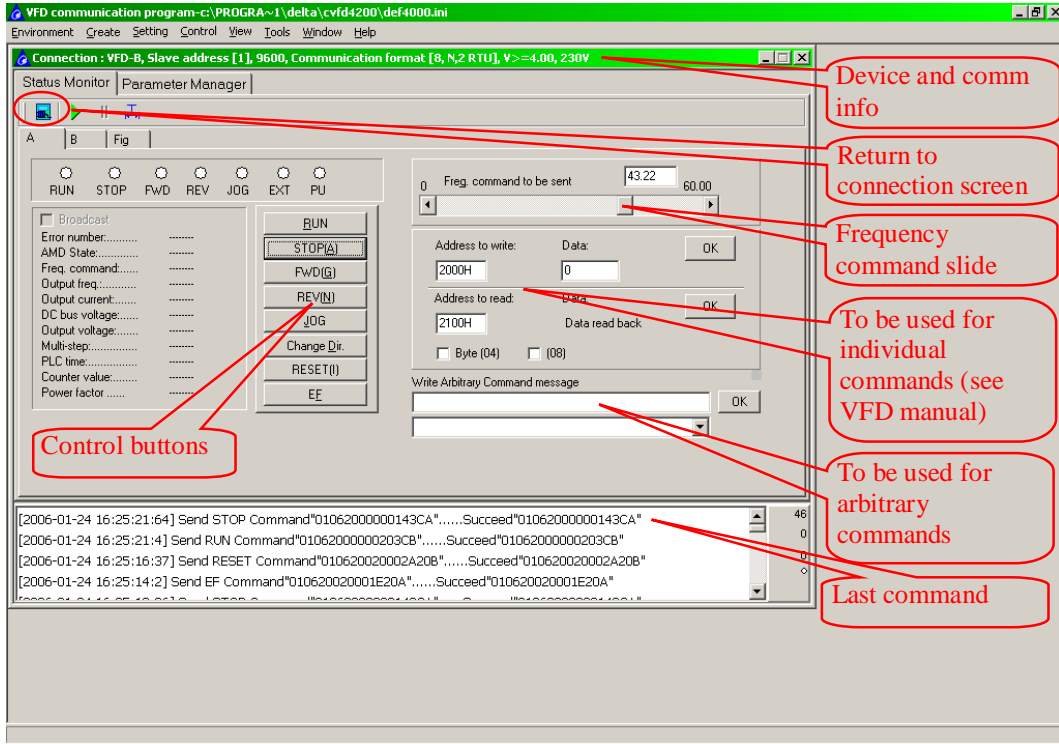 VFD communication program-c:\PROGRA~1\delta\cvfd4200\def4000.ini
Environment Create Setting Control View Tools Window Help
Connection : VFD-B, Slave address [1], 9600, Communication format [8, N,2 RTU], V>=4.00, 230V
Status Monitor Parameter Manager
A B Fig
RUN STOP FWD REV JOG EXT PU
Broadcast
Error number:.......... --------
AMD State:............. --------
Freq. command:...... --------
Output freq.:........... --------
Output current:....... --------
DC bus voltage:...... --------
Output voltage:....... --------
Multi-step:.............. --------
PLC time:............... --------
Counter value:........ --------
Power factor ...... --------
RUN
STOP(A)
FWD(G)
REV(N)
JOG
Change Dir.
RESET(I)
EF
Control buttons
0 Freg. command to be sent 43.22 60.00
Address to write: Data: OK
2000H 0
Address to read: Data OK
2100H Data read back
Byte (04) (08)
Write Arbitrary Command message
OK
Device and comm
info
Return to
connection screen
Frequency
command slide
To be used for
individual
commands (see
VFD manual)
To be used for
arbitrary
commands
Last command
[2006-01-24 16:25:21:64] Send STOP Command"01062000000143CA"......Succeed"01062000000143CA"
[2006-01-24 16:25:21:4] Send RUN Command"01062000000203CB"......Succeed"01062000000203CB"
[2006-01-24 16:25:16:37] Send RESET Command"010620020002A20B"......Succeed"010620020002A20B"
[2006-01-24 16:25:14:2] Send EF Command"010620020001E20A"......Succeed"010620020001E20A"
46
0
0